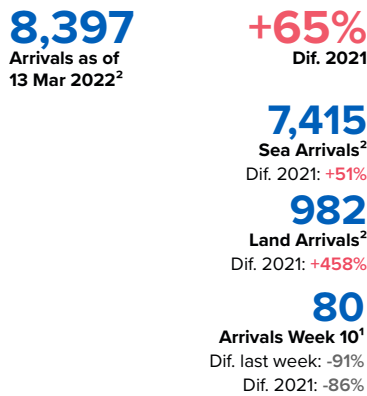 8,397
Arrivals as of
13 Mar 2022²
+65%
Dif. 2021
7,415
Sea Arrivals²
Dif. 2021: +51%
982
Land Arrivals²
Dif. 2021: +458%
80
Arrivals Week 10¹
Dif. last week: -91%
Dif. 2021: -86%